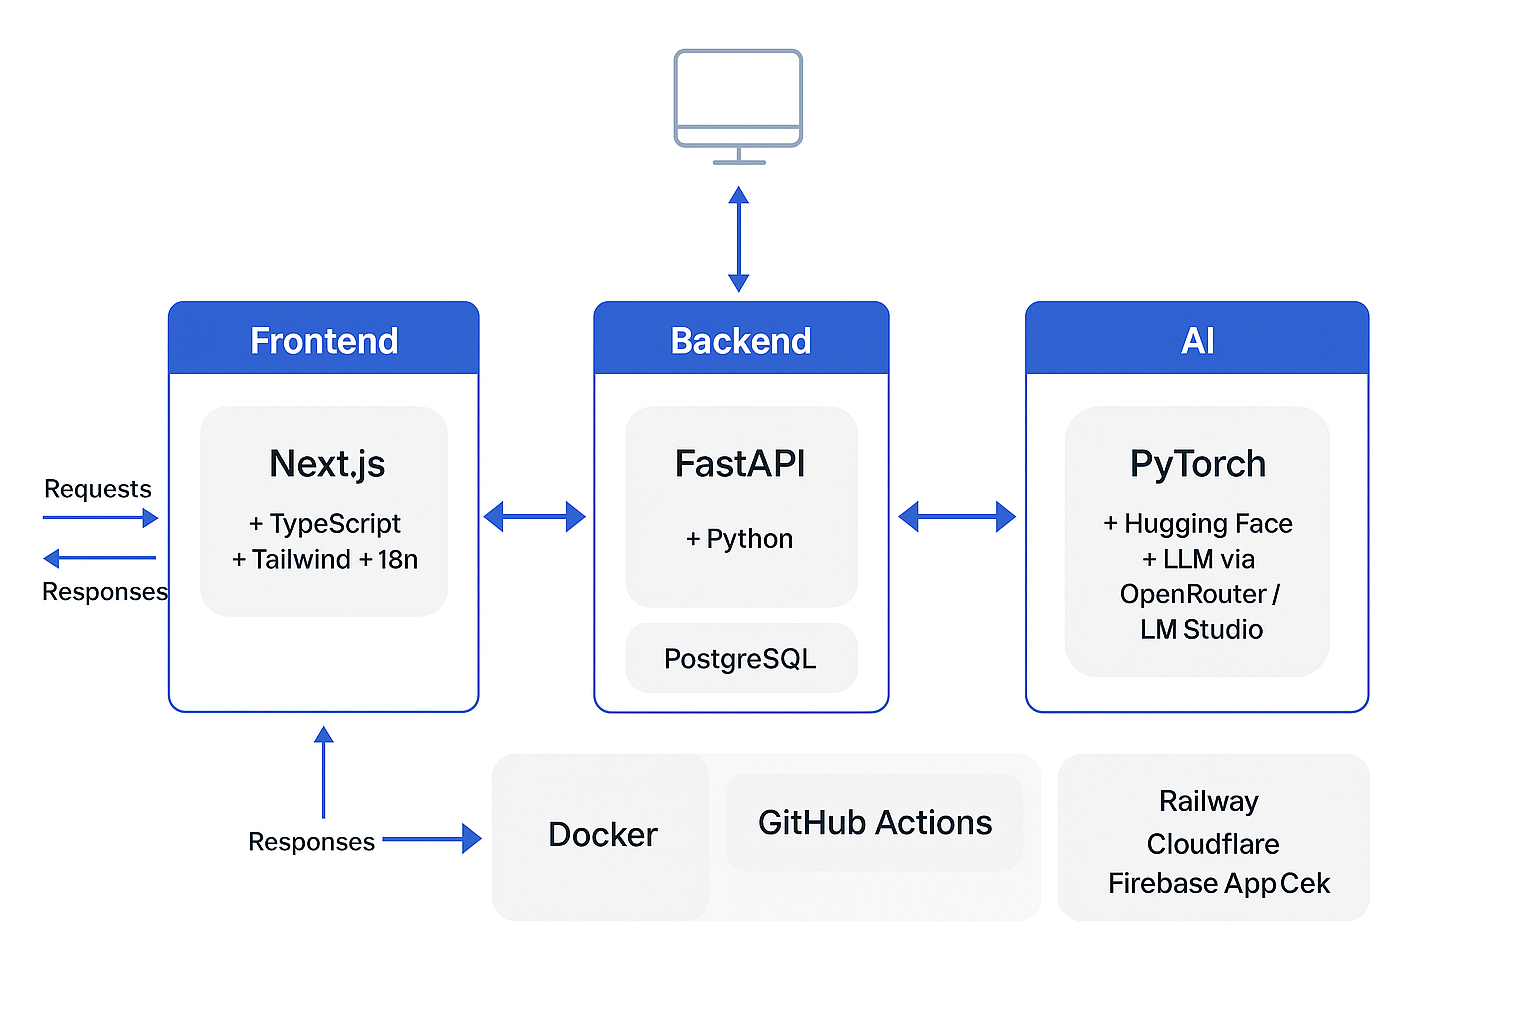 Frontend
Backend
AI
Requests
Responses
Next.js
+ TypeScript
+ Tailwind + 18n
FastAPI
+ Python
PostgreSQL
PyTorch
+ Hugging Face
+ LLM via
OpenRouter /
LM Studio
Responses
Docker
GitHub Actions
Railway
Cloudflare
Firebase App Cek